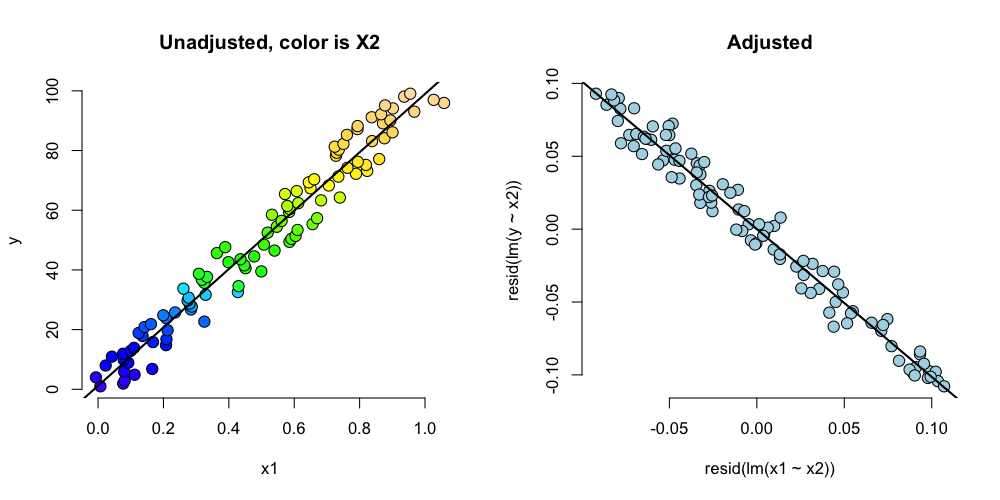 Unadjusted, color is X2
y
100
80
60
40
20
0
0.0 0.2 0.4 0.6 0.8 1.0
x1
Adjusted
resid(lm(y ~ x2))
0.10
0.05
0.00
-0.05
-0.10
-0.05 0.00 0.05 0.10
resid(lm(x1 ~ x2))